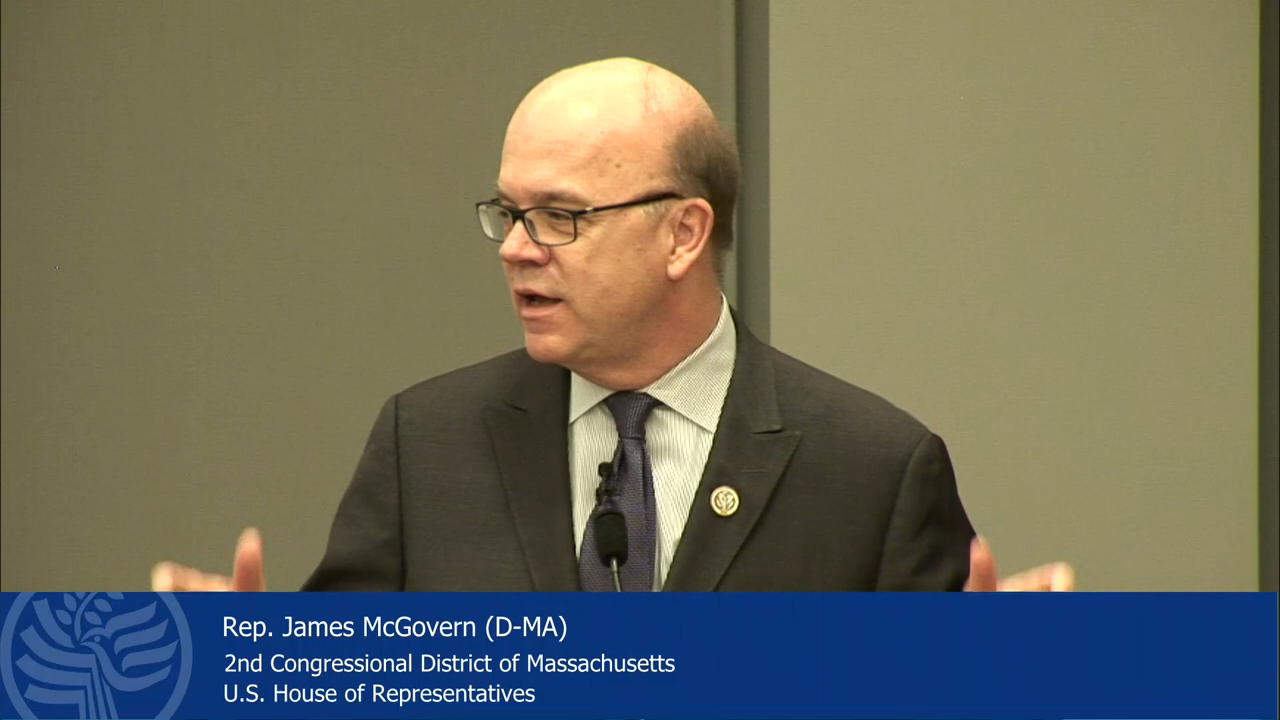 Rep. James McGovern (D-MA)
2nd Congressional District of Massachusetts
U.S. House of Representatives